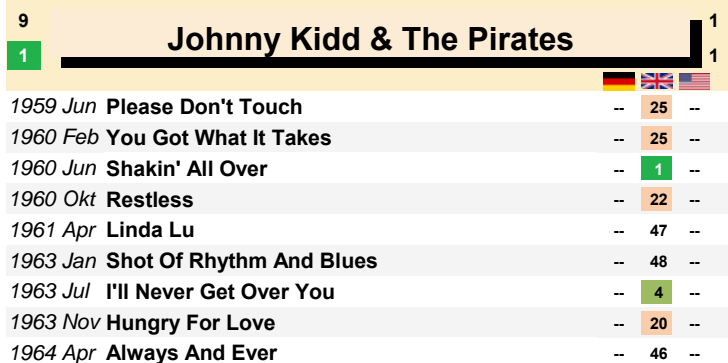 9 Johnny Kidd & The Pirates 1
1 1
1959 Jun Please Don't Touch -- 25 --
1960 Feb You Got What It Takes -- 25 --
1960 Jun Shakin' All Over -- 1 --
1960 Okt Restless -- 22 --
1961 Apr Linda Lu -- 47 --
1963 Jan Shot Of Rhythm And Blues -- 48 --
1963 Jul I'll Never Get Over You -- 4 --
1963 Nov Hungry For Love -- 20 --
1964 Apr Always And Ever -- 46 --